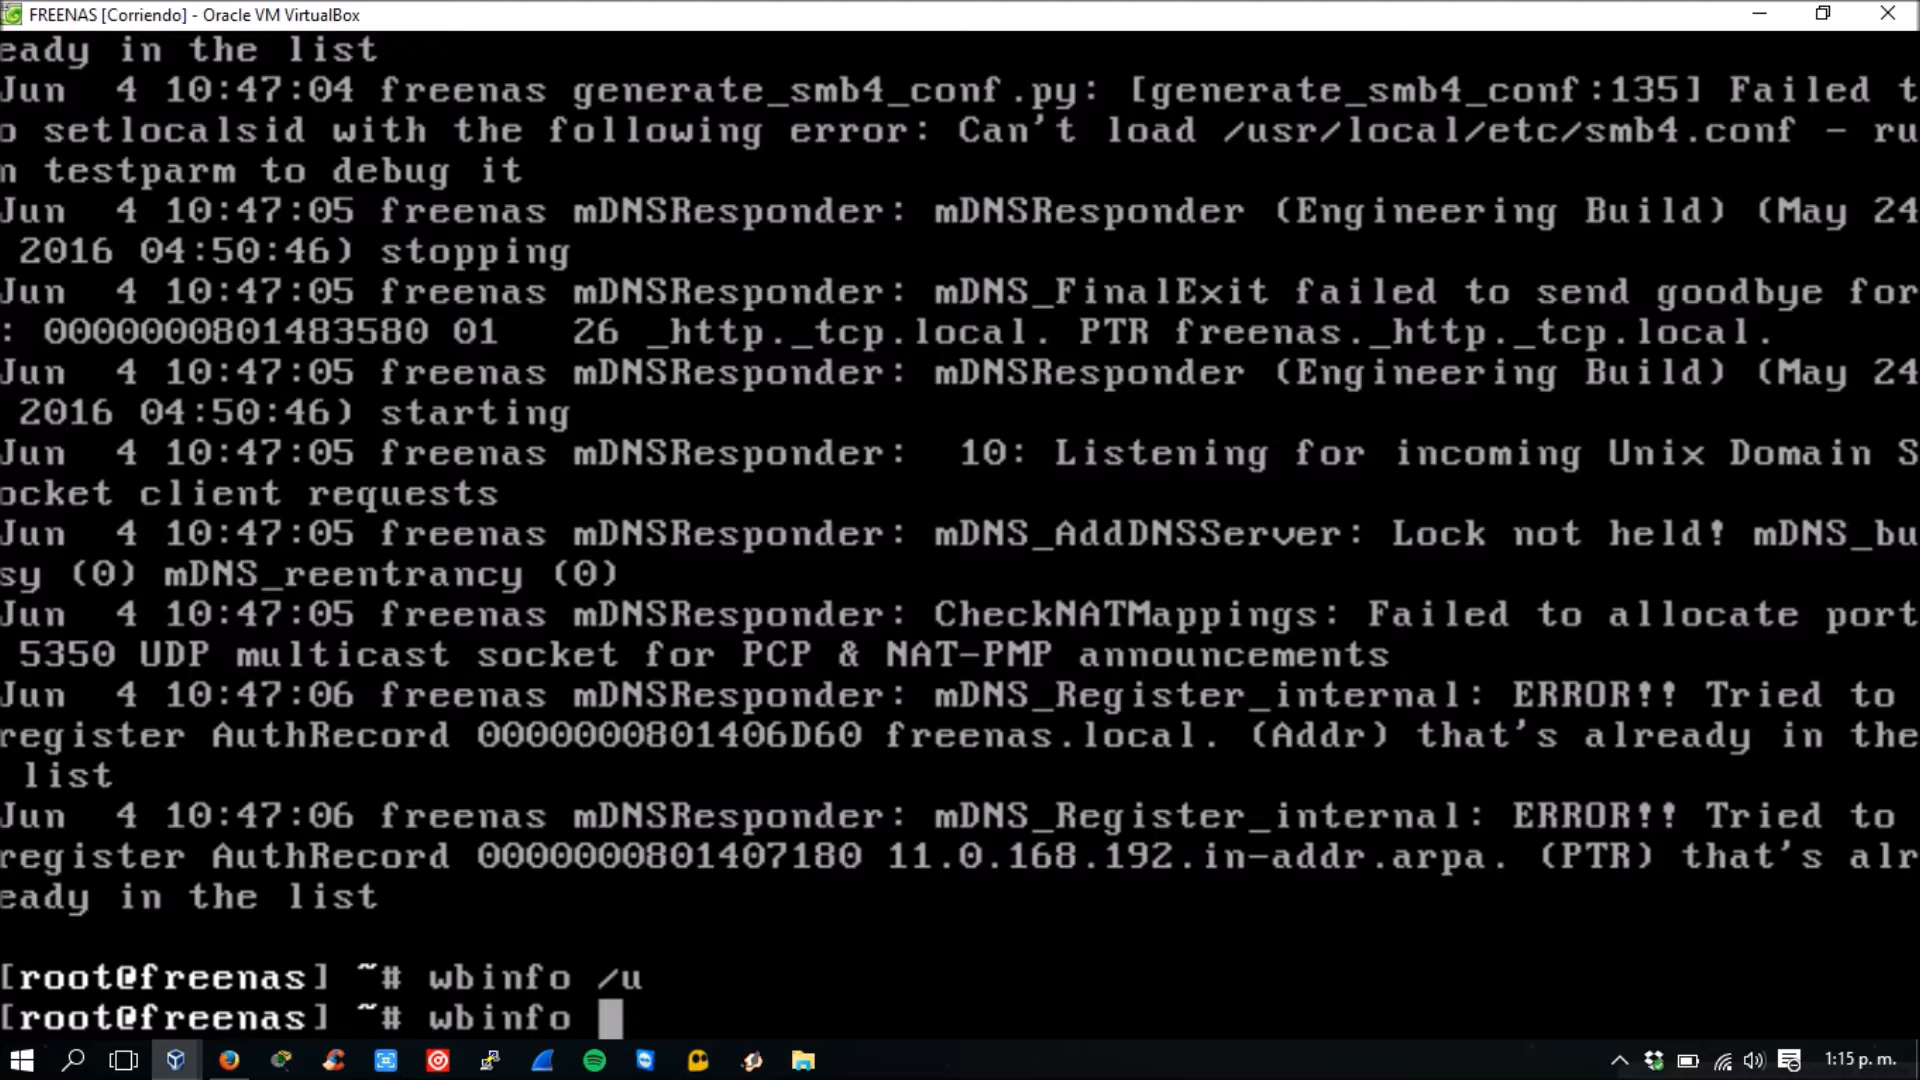 FREENAS [Corriendo] - Oracle VM VirtualBox
eady in the list
Jun  4 10:47:04 freenas generate_smb4_conf.py: [generate_smb4_conf:135] Failed t
o setlocalsid with the following error: Can't load /usr/local/etc/smb4.conf - ru
n testparm to debug it
Jun  4 10:47:05 freenas mDNSResponder: mDNSResponder (Engineering Build) (May 24
 2016 04:50:46) stopping
Jun  4 10:47:05 freenas mDNSResponder: mDNS_FinalExit failed to send goodbye for
: 0000000801483580 01   26 _http._tcp.local. PTR freenas._http._tcp.local.
Jun  4 10:47:05 freenas mDNSResponder: mDNSResponder (Engineering Build) (May 24
 2016 04:50:46) starting
Jun  4 10:47:05 freenas mDNSResponder:  10: Listening for incoming Unix Domain S
ocket client requests
Jun  4 10:47:05 freenas mDNSResponder: mDNS_AddDNSServer: Lock not held! mDNS_bu
sy (0) mDNS_reentrancy (0)
Jun  4 10:47:05 freenas mDNSResponder: CheckNATMappings: Failed to allocate port
 5350 UDP multicast socket for PCP & NAT-PMP announcements
Jun  4 10:47:06 freenas mDNSResponder: mDNS_Register_internal: ERROR!! Tried to
register AuthRecord 0000000801406D60 freenas.local. (Addr) that's already in the
 list
Jun  4 10:47:06 freenas mDNSResponder: mDNS_Register_internal: ERROR!! Tried to
register AuthRecord 0000000801407180 11.0.168.192.in-addr.arpa. (PTR) that's alr
eady in the list
[root@freenas] ~# wbinfo /u
[root@freenas] ~# wbinfo
1:15 p. m.